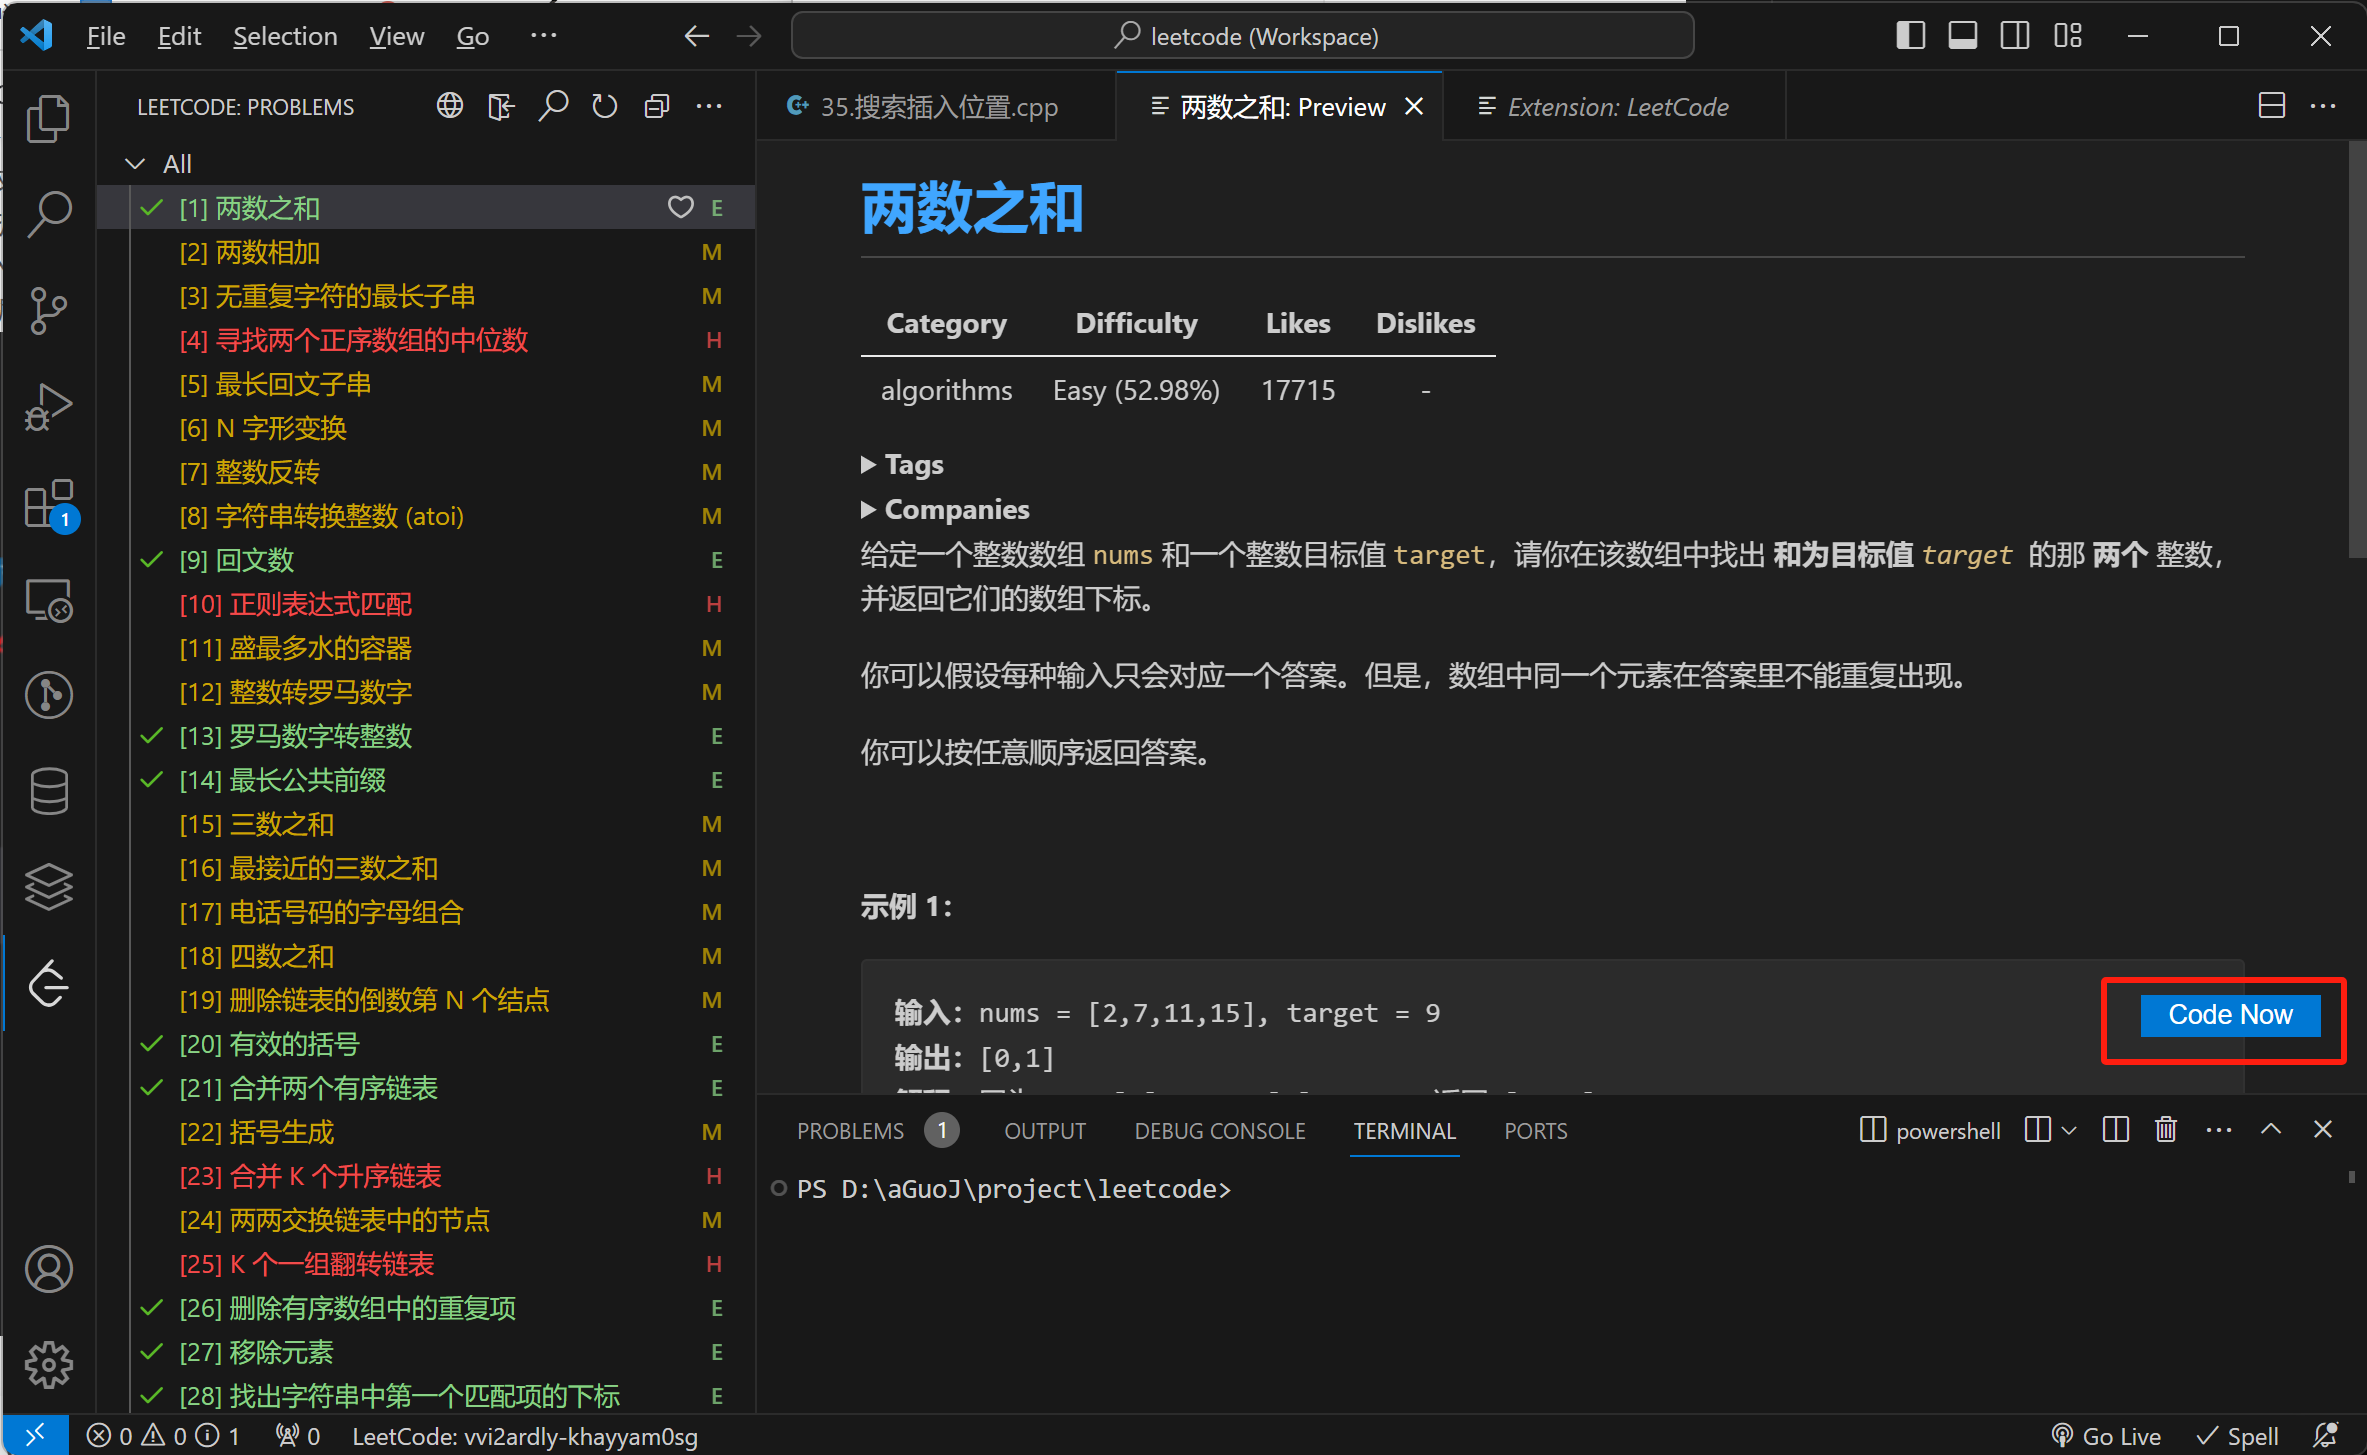 File Edit Selection View Go ··· leetcode (Workspace)
LEETCODE: PROBLEMS
35.搜索插入位置.cpp 两数之和: Preview Extension: LeetCode
All
[1] 两数之和 E
[2] 两数相加 M
[3] 无重复字符的最长子串 M
[4] 寻找两个正序数组的中位数 H
[5] 最长回文子串 M
[6] N 字形变换 M
[7] 整数反转 M
[8] 字符串转换整数 (atoi) M
[9] 回文数 E
[10] 正则表达式匹配 H
[11] 盛最多水的容器 M
[12] 整数转罗马数字 M
[13] 罗马数字转整数 E
[14] 最长公共前缀 E
[15] 三数之和 M
[16] 最接近的三数之和 M
[17] 电话号码的字母组合 M
[18] 四数之和 M
[19] 删除链表的倒数第 N 个结点 M
[20] 有效的括号 E
[21] 合并两个有序链表 E
[22] 括号生成 M
[23] 合并 K 个升序链表 H
[24] 两两交换链表中的节点 M
[25] K 个一组翻转链表 H
[26] 删除有序数组中的重复项 E
[27] 移除元素 E
[28] 找出字符串中第一个匹配项的下标 E
1
两数之和
Category Difficulty Likes Dislikes
algorithms Easy (52.98%) 17715 -
Tags
Companies
给定一个整数数组 nums 和一个整数目标值 target，请你在该数组中找出 和为目标值 target 的那 两个 整数，
并返回它们的数组下标。
你可以假设每种输入只会对应一个答案。但是，数组中同一个元素在答案里不能重复出现。
你可以按任意顺序返回答案。
示例 1：
输入：nums = [2,7,11,15], target = 9
输出：[0,1]
Code Now
PROBLEMS 1 OUTPUT DEBUG CONSOLE TERMINAL PORTS powershell
PS D:\aGuoJ\project\leetcode>
0 0 1 0 LeetCode: vvi2ardly-khayyam0sg Go Live Spell